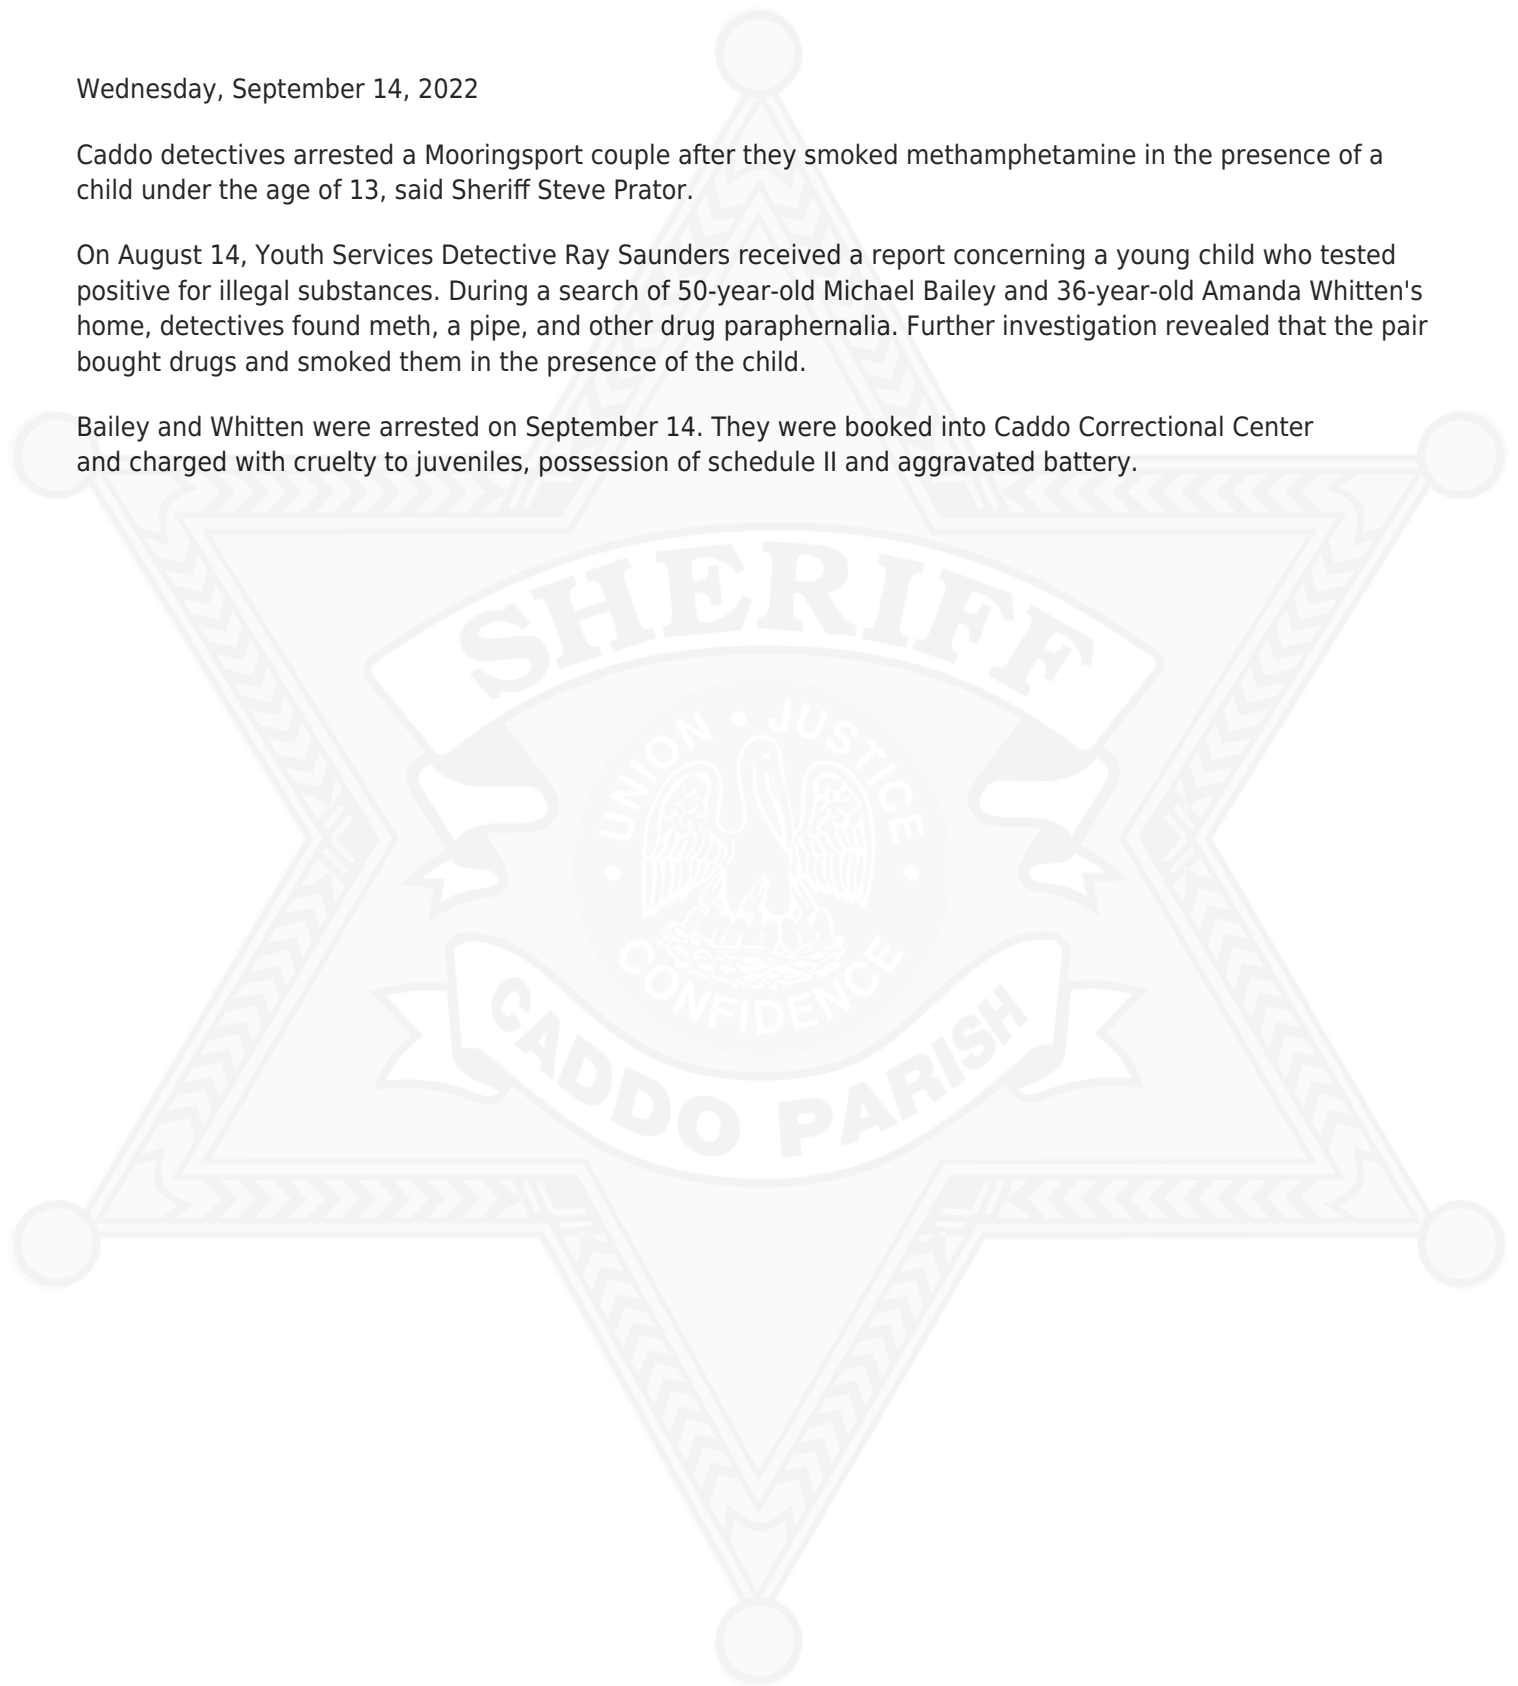 Wednesday, September 14, 2022
Caddo detectives arrested a Mooringsport couple after they smoked methamphetamine in the presence of a
child under the age of 13, said Sheriff Steve Prator.
On August 14, Youth Services Detective Ray Saunders received a report concerning a young child who tested
positive for illegal substances. During a search of 50-year-old Michael Bailey and 36-year-old Amanda Whitten's
home, detectives found meth, a pipe, and other drug paraphernalia. Further investigation revealed that the pair
bought drugs and smoked them in the presence of the child.
Bailey and Whitten were arrested on September 14. They were booked into Caddo Correctional Center
and charged with cruelty to juveniles, possession of schedule II and aggravated battery.
SHERIFF
UNION • JUSTICE
• CONFIDENCE •
CADDO PARISH